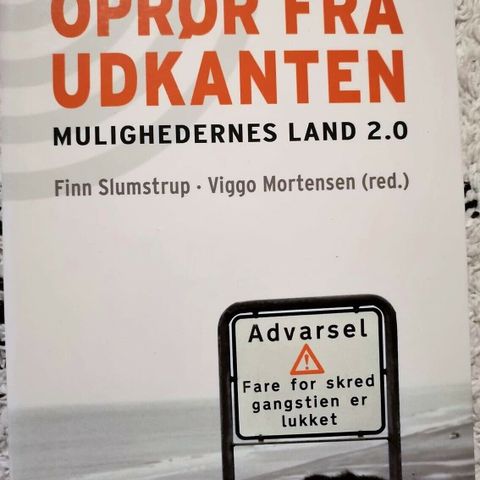 OPRØR FRA
UDKANTEN
MULIGHEDERNES LAND 2.0
Finn Slumstrup · Viggo Mortensen (red.)
Advarsel
Fare for skred
gangstien er
lukket